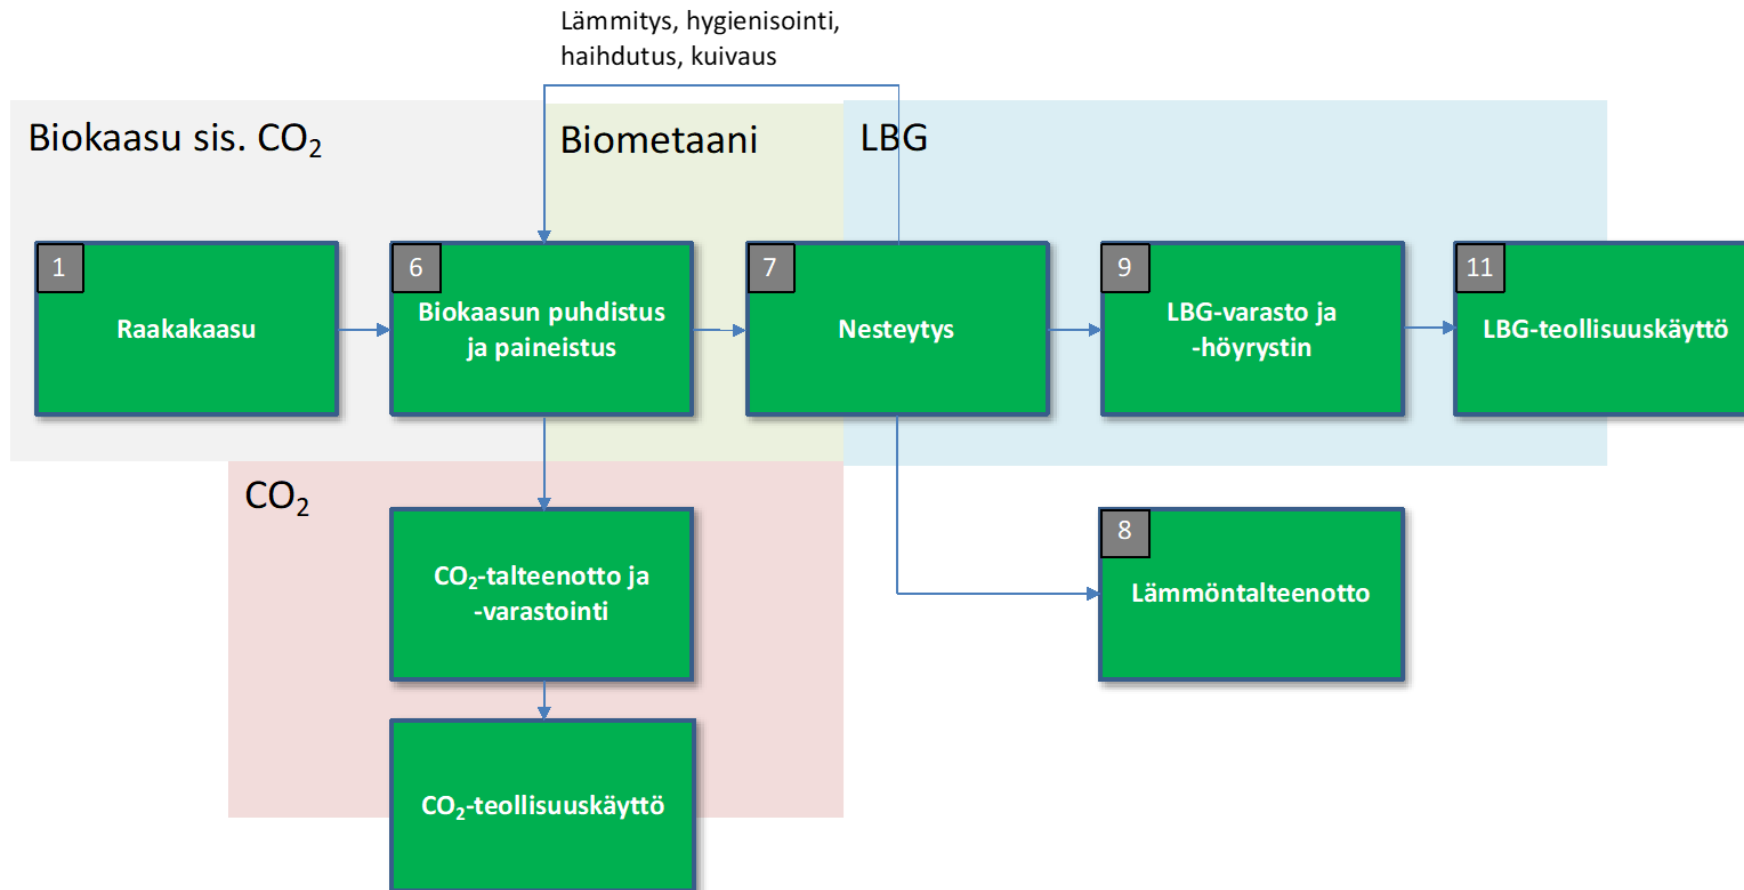 Lämmitys, hygienisointi,
haihdutus, kuivaus
Biokaasu sis. CO₂
Biometaani
LBG
1
Raakakaasu
6
Biokaasun puhdistus
ja paineistus
7
Nesteytys
9
LBG-varasto ja
-höyrystin
11
LBG-teollisuuskäyttö
CO₂
CO₂-talteenotto ja
-varastointi
8
Lämmöntalteenotto
CO₂-teollisuuskäyttö